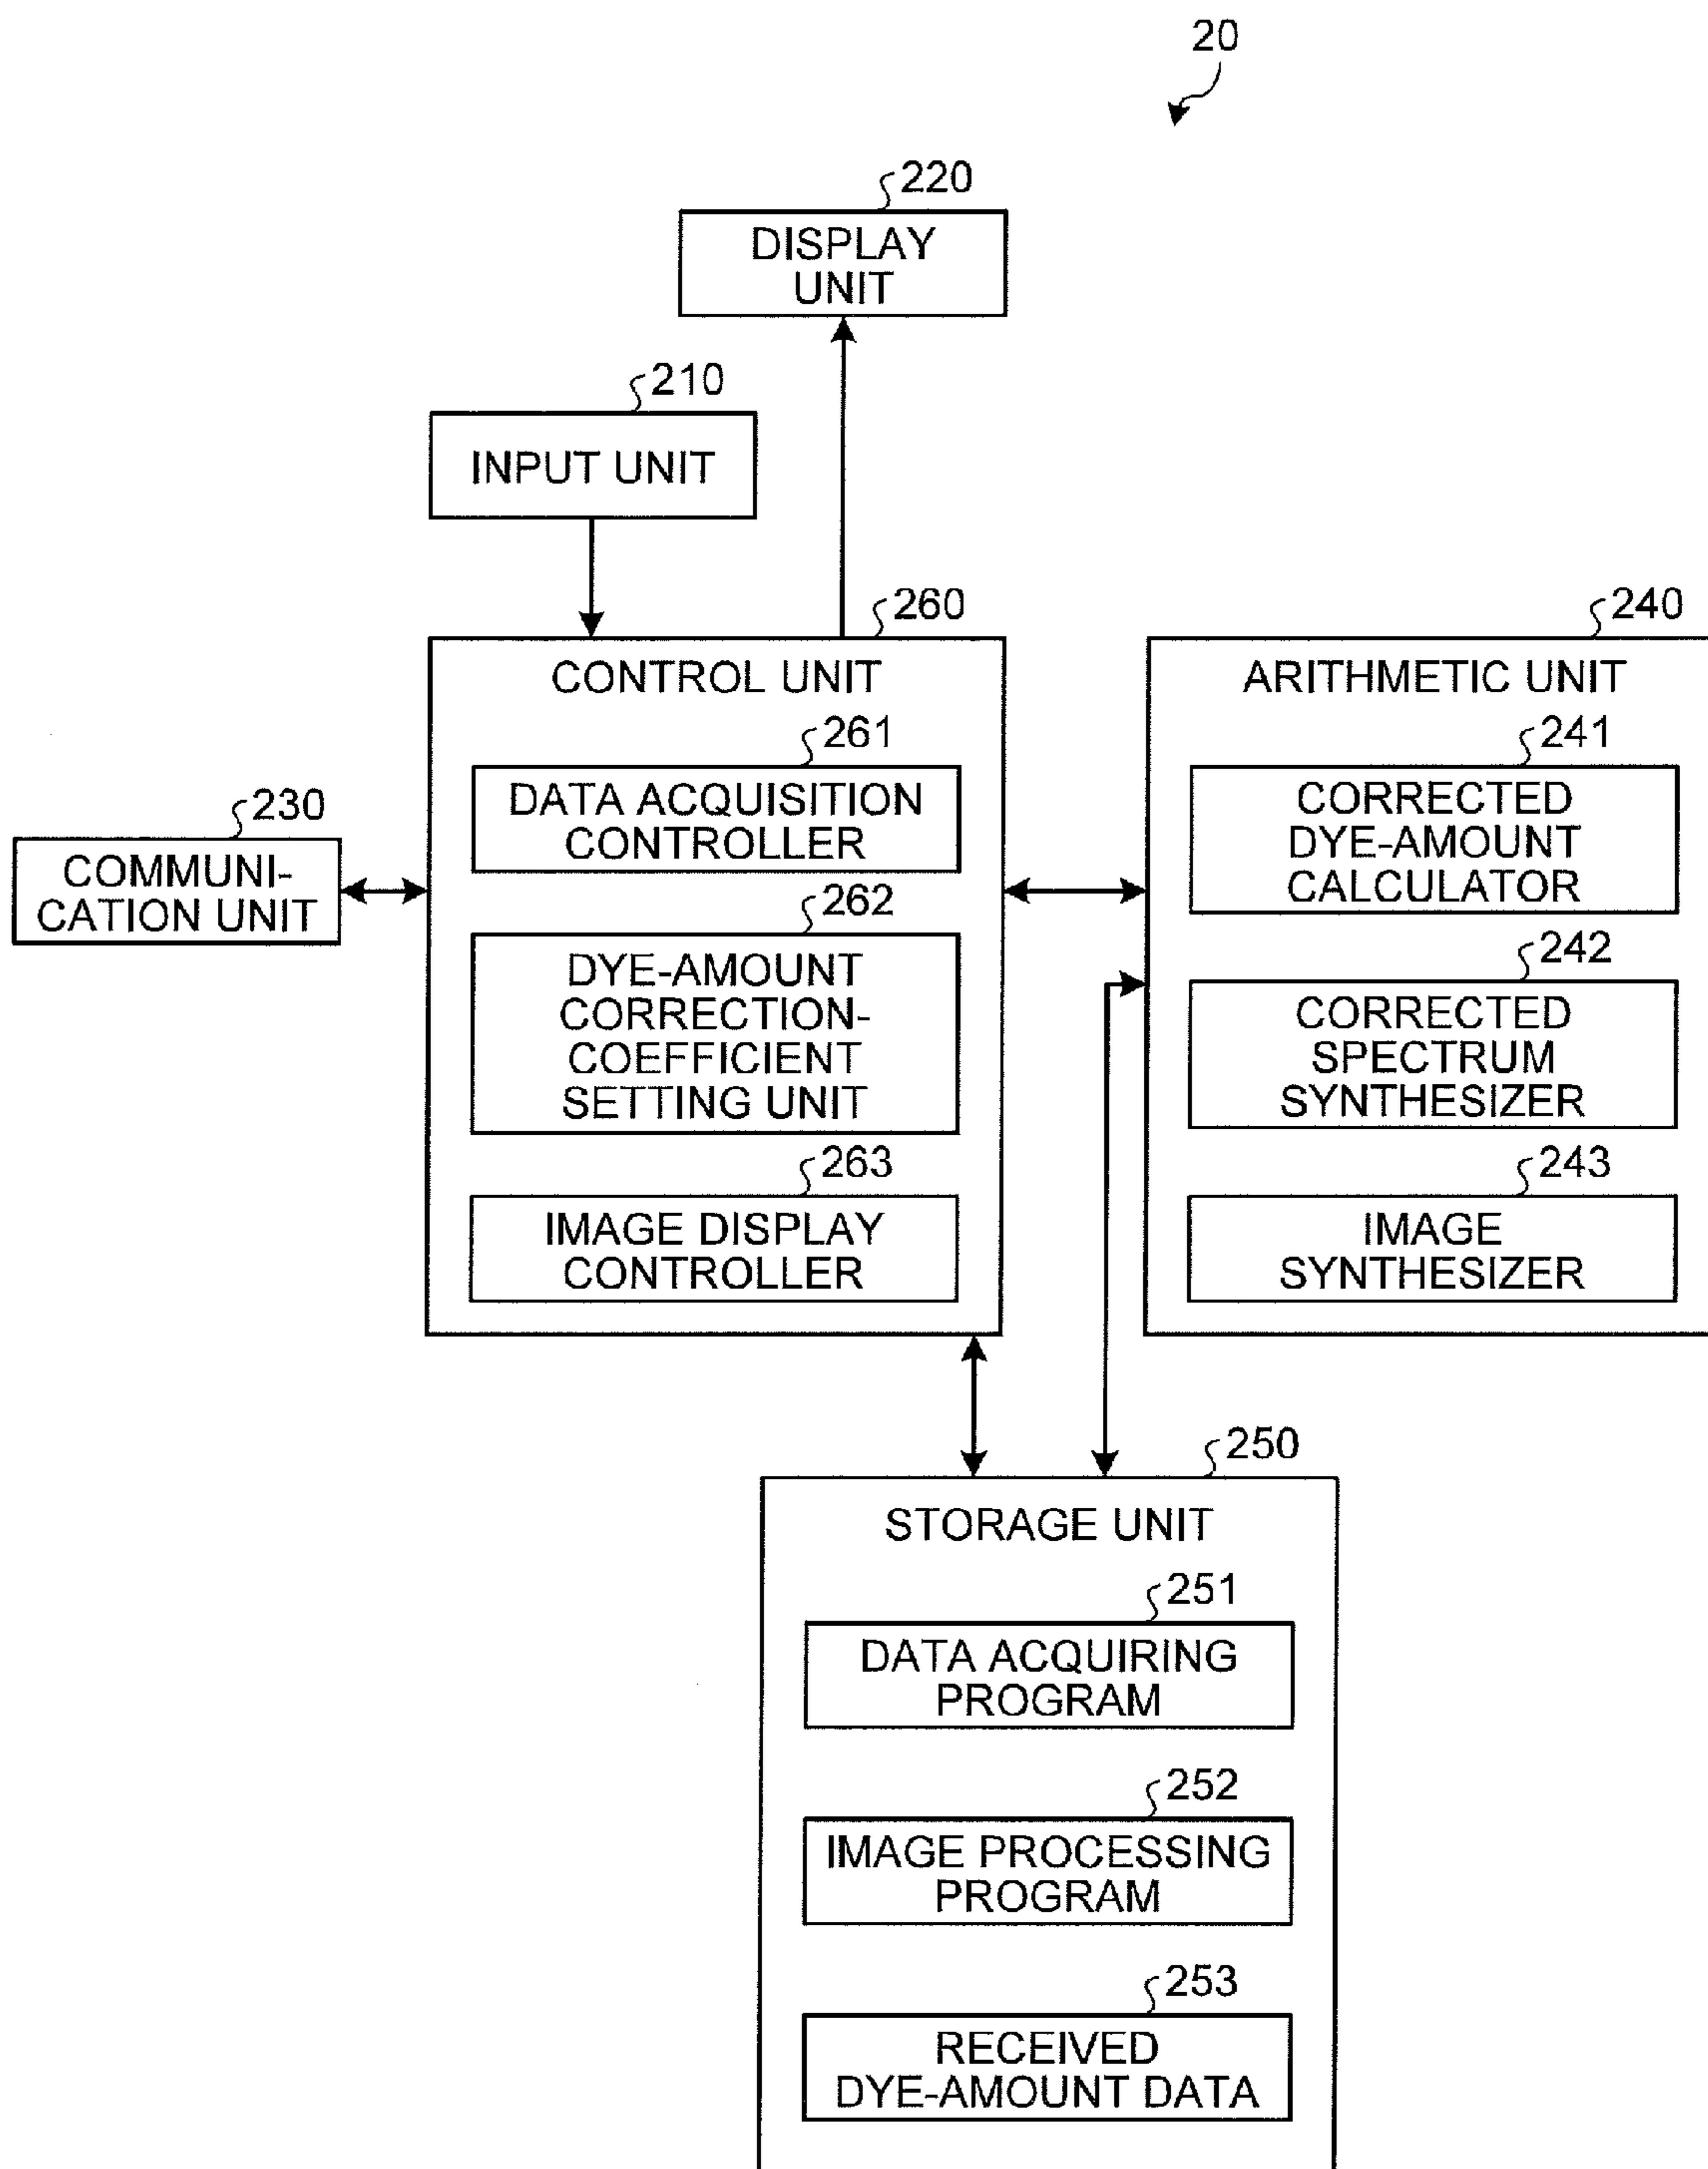 20
220
DISPLAY
UNIT
210
INPUT UNIT
260
CONTROL UNIT
261
DATA ACQUISITION
CONTROLLER
262
DYE-AMOUNT
CORRECTION-
COEFFICIENT
SETTING UNIT
263
IMAGE DISPLAY
CONTROLLER
230
COMMUNI-
CATION UNIT
240
ARITHMETIC UNIT
241
CORRECTED
DYE-AMOUNT
CALCULATOR
242
CORRECTED
SPECTRUM
SYNTHESIZER
243
IMAGE
SYNTHESIZER
250
STORAGE UNIT
251
DATA ACQUIRING
PROGRAM
252
IMAGE PROCESSING
PROGRAM
253
RECEIVED
DYE-AMOUNT DATA